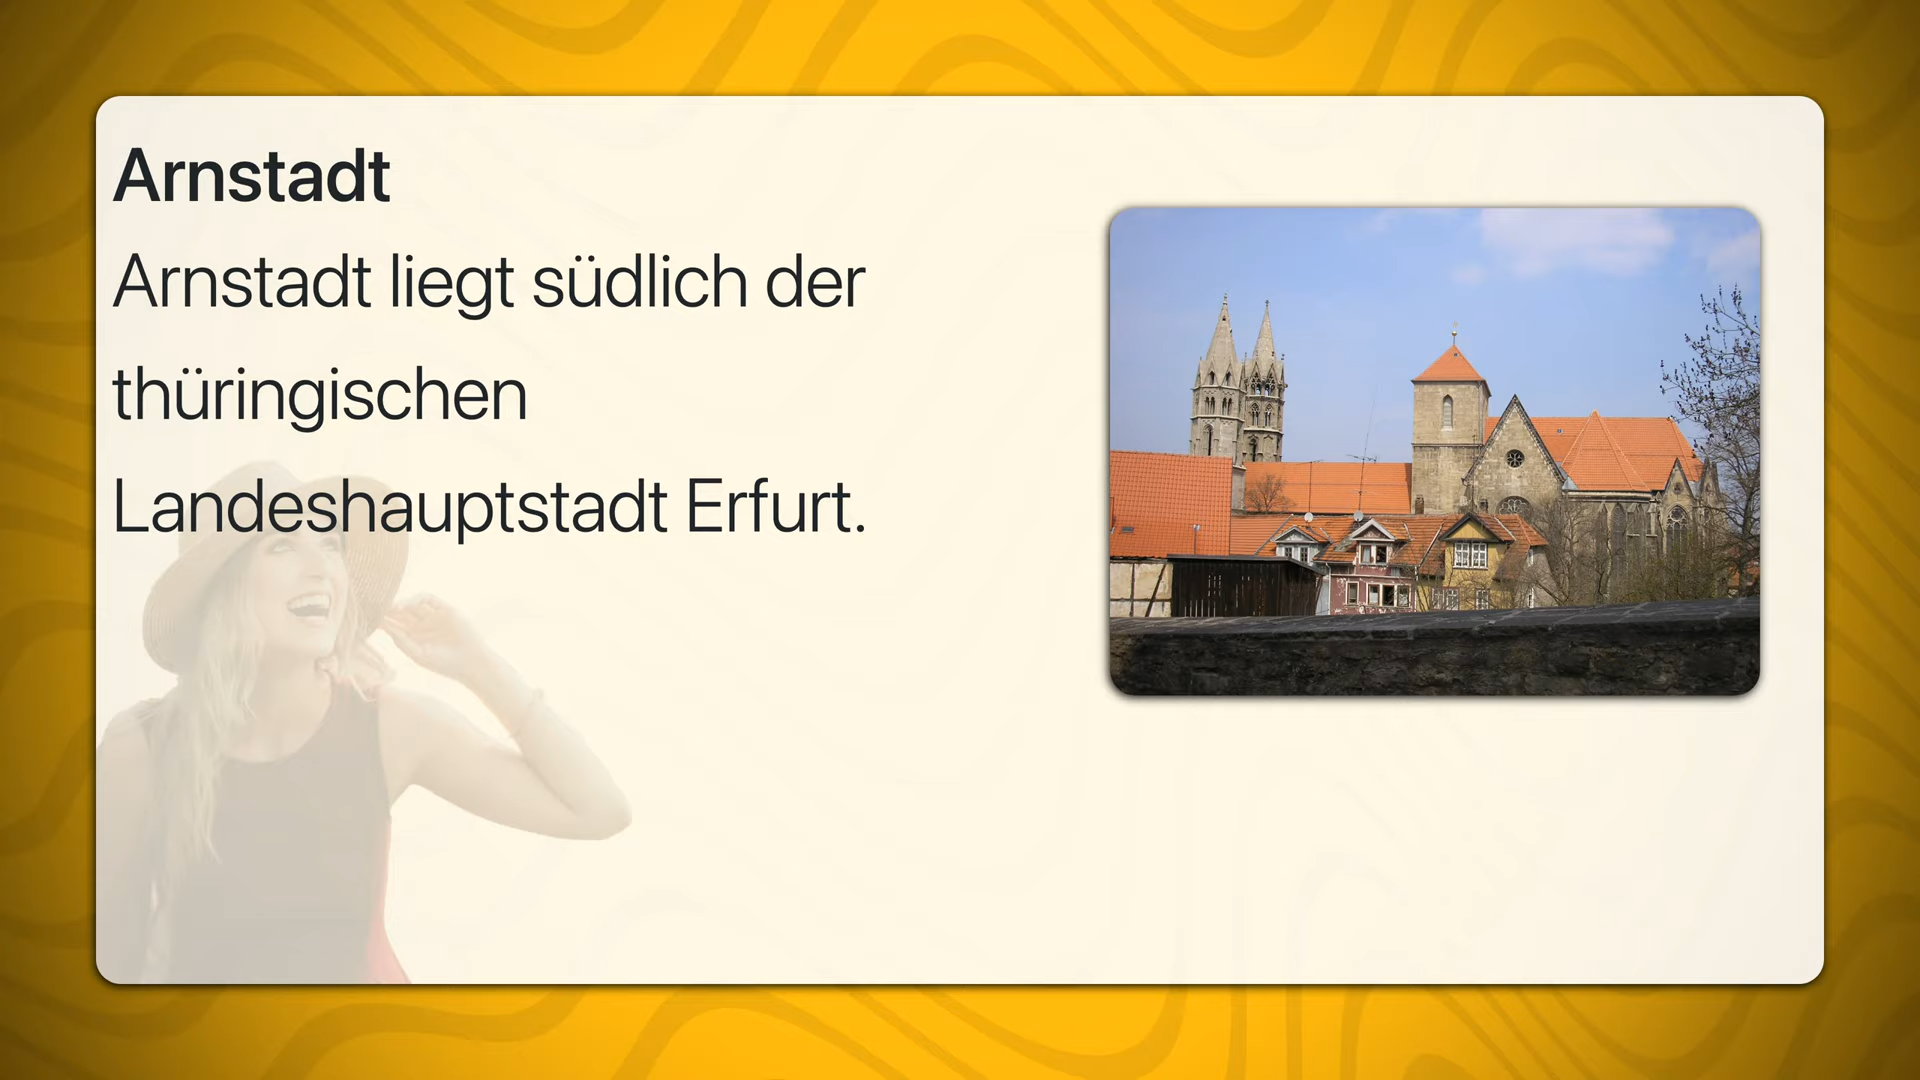 Arnstadt
Arnstadt liegt südlich der
thüringischen
Landeshauptstadt Erfurt.